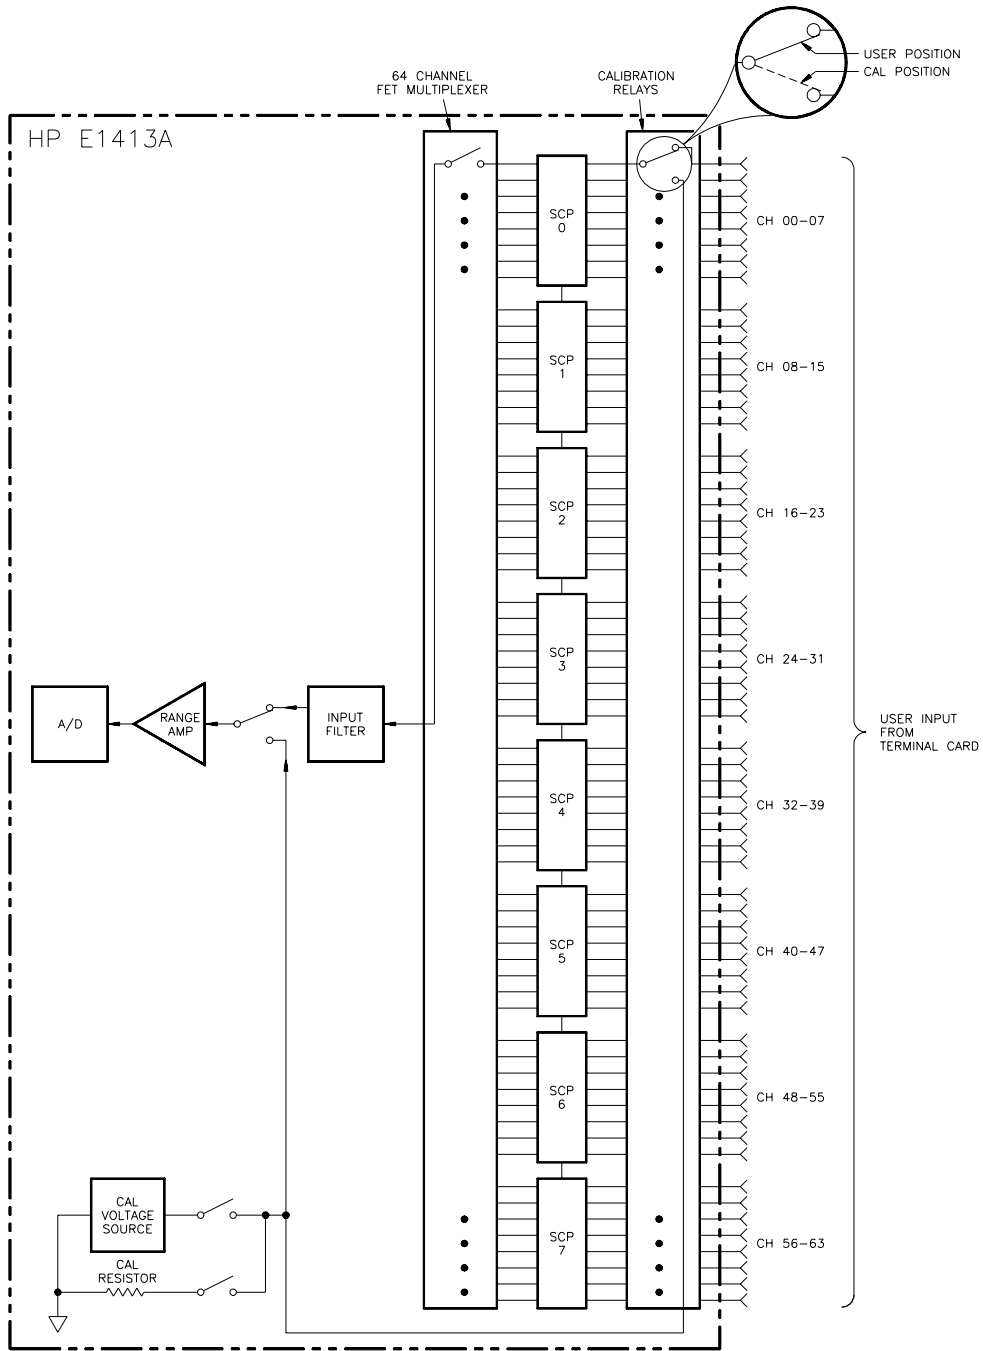 USER POSITION
CAL POSITION
64 CHANNEL
FET MULTIPLEXER
CALIBRATION
RELAYS
HP E1413A
SCP
0
CH 00-07
SCP
1
CH 08-15
SCP
2
CH 16-23
SCP
3
CH 24-31
A/D
RANGE
AMP
INPUT
FILTER
USER INPUT
FROM
TERMINAL CARD
SCP
4
CH 32-39
SCP
5
CH 40-47
SCP
6
CH 48-55
CAL
VOLTAGE
SOURCE
SCP
7
CH 56-63
CAL
RESISTOR